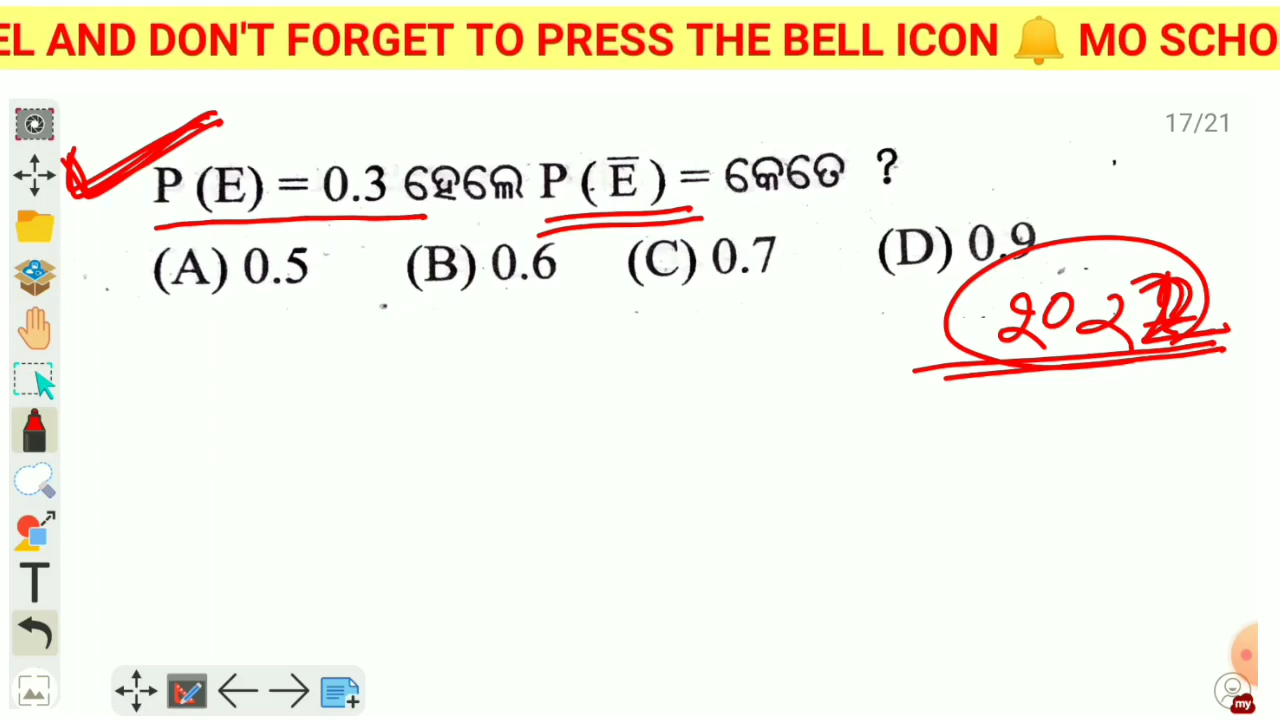 EL AND DON'T FORGET TO PRESS THE BELL ICON 🔔 MO SCHO
17/21
P (E) = 0.3 ହେଲେ P ( E̅ ) = କେତେ ?
(A) 0.5 (B) 0.6 (C) 0.7 (D) 0.9
T
my